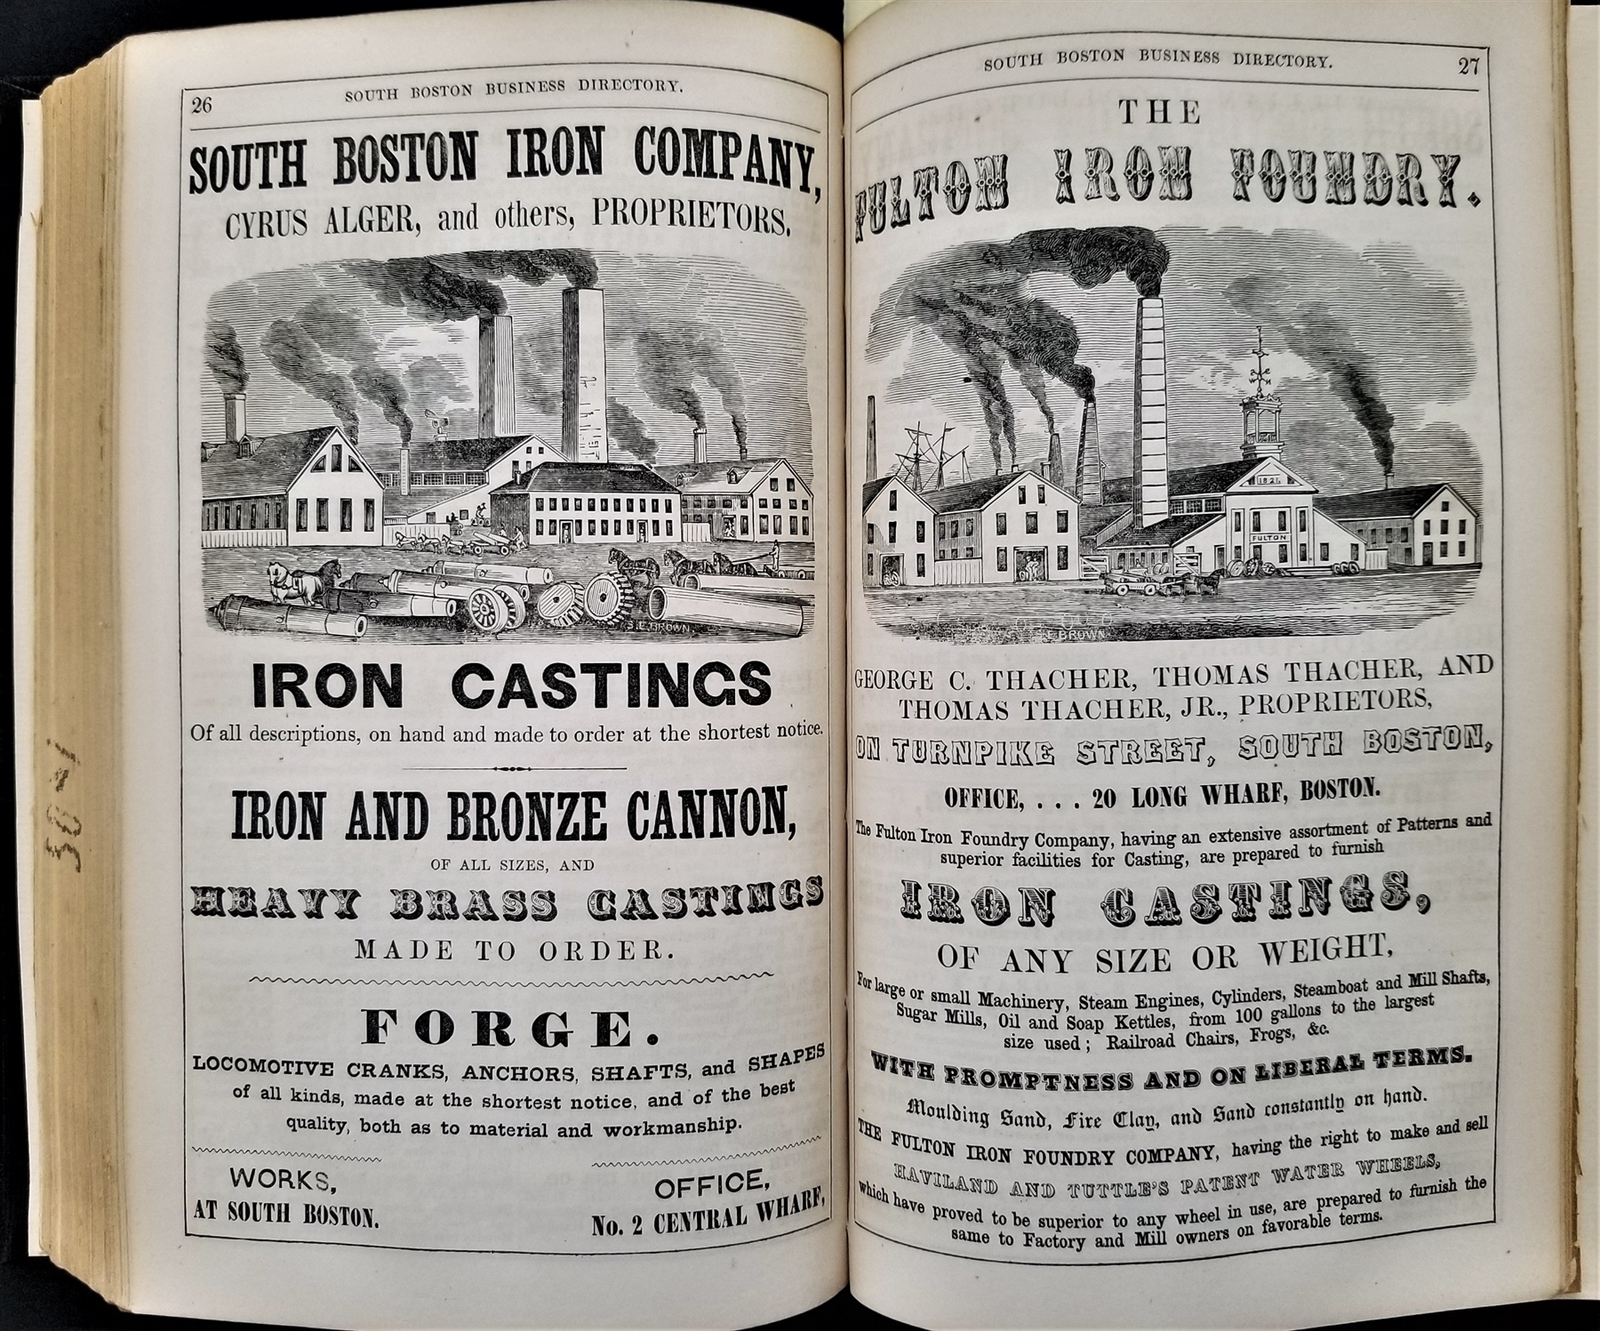 26
SOUTH BOSTON BUSINESS DIRECTORY.
SOUTH BOSTON IRON COMPANY,
CYRUS ALGER, and others, PROPRIETORS.
S.E. BROWN.
IRON CASTINGS
Of all descriptions, on hand and made to order at the shortest notice.
IRON AND BRONZE CANNON,
OF ALL SIZES, AND
HEAVY BRASS CASTINGS
MADE TO ORDER.
FORGE.
LOCOMOTIVE CRANKS, ANCHORS, SHAFTS, and SHAPES
of all kinds, made at the shortest notice, and of the best
quality, both as to material and workmanship.
WORKS,
AT SOUTH BOSTON.
OFFICE,
No. 2 CENTRAL WHARF,
SOUTH BOSTON BUSINESS DIRECTORY.
27
THE
FULTON IRON FOUNDRY.
FULTON
S.E. BROWN
GEORGE C. THACHER, THOMAS THACHER, AND
THOMAS THACHER, JR., PROPRIETORS,
ON TURNPIKE STREET, SOUTH BOSTON,
OFFICE, . . . 20 LONG WHARF, BOSTON.
The Fulton Iron Foundry Company, having an extensive assortment of Patterns and
superior facilities for Casting, are prepared to furnish
IRON CASTINGS,
OF ANY SIZE OR WEIGHT,
For large or small Machinery, Steam Engines, Cylinders, Steamboat and Mill Shafts,
Sugar Mills, Oil and Soap Kettles, from 100 gallons to the largest
size used; Railroad Chairs, Frogs, &c.
WITH PROMPTNESS AND ON LIBERAL TERMS.
Moulding Sand, Fire Clay, and Sand constantly on hand.
THE FULTON IRON FOUNDRY COMPANY, having the right to make and sell
HAVILAND AND TUTTLE'S PATENT WATER WHEELS,
which have proved to be superior to any wheel in use, are prepared to furnish the
same to Factory and Mill owners on favorable terms.